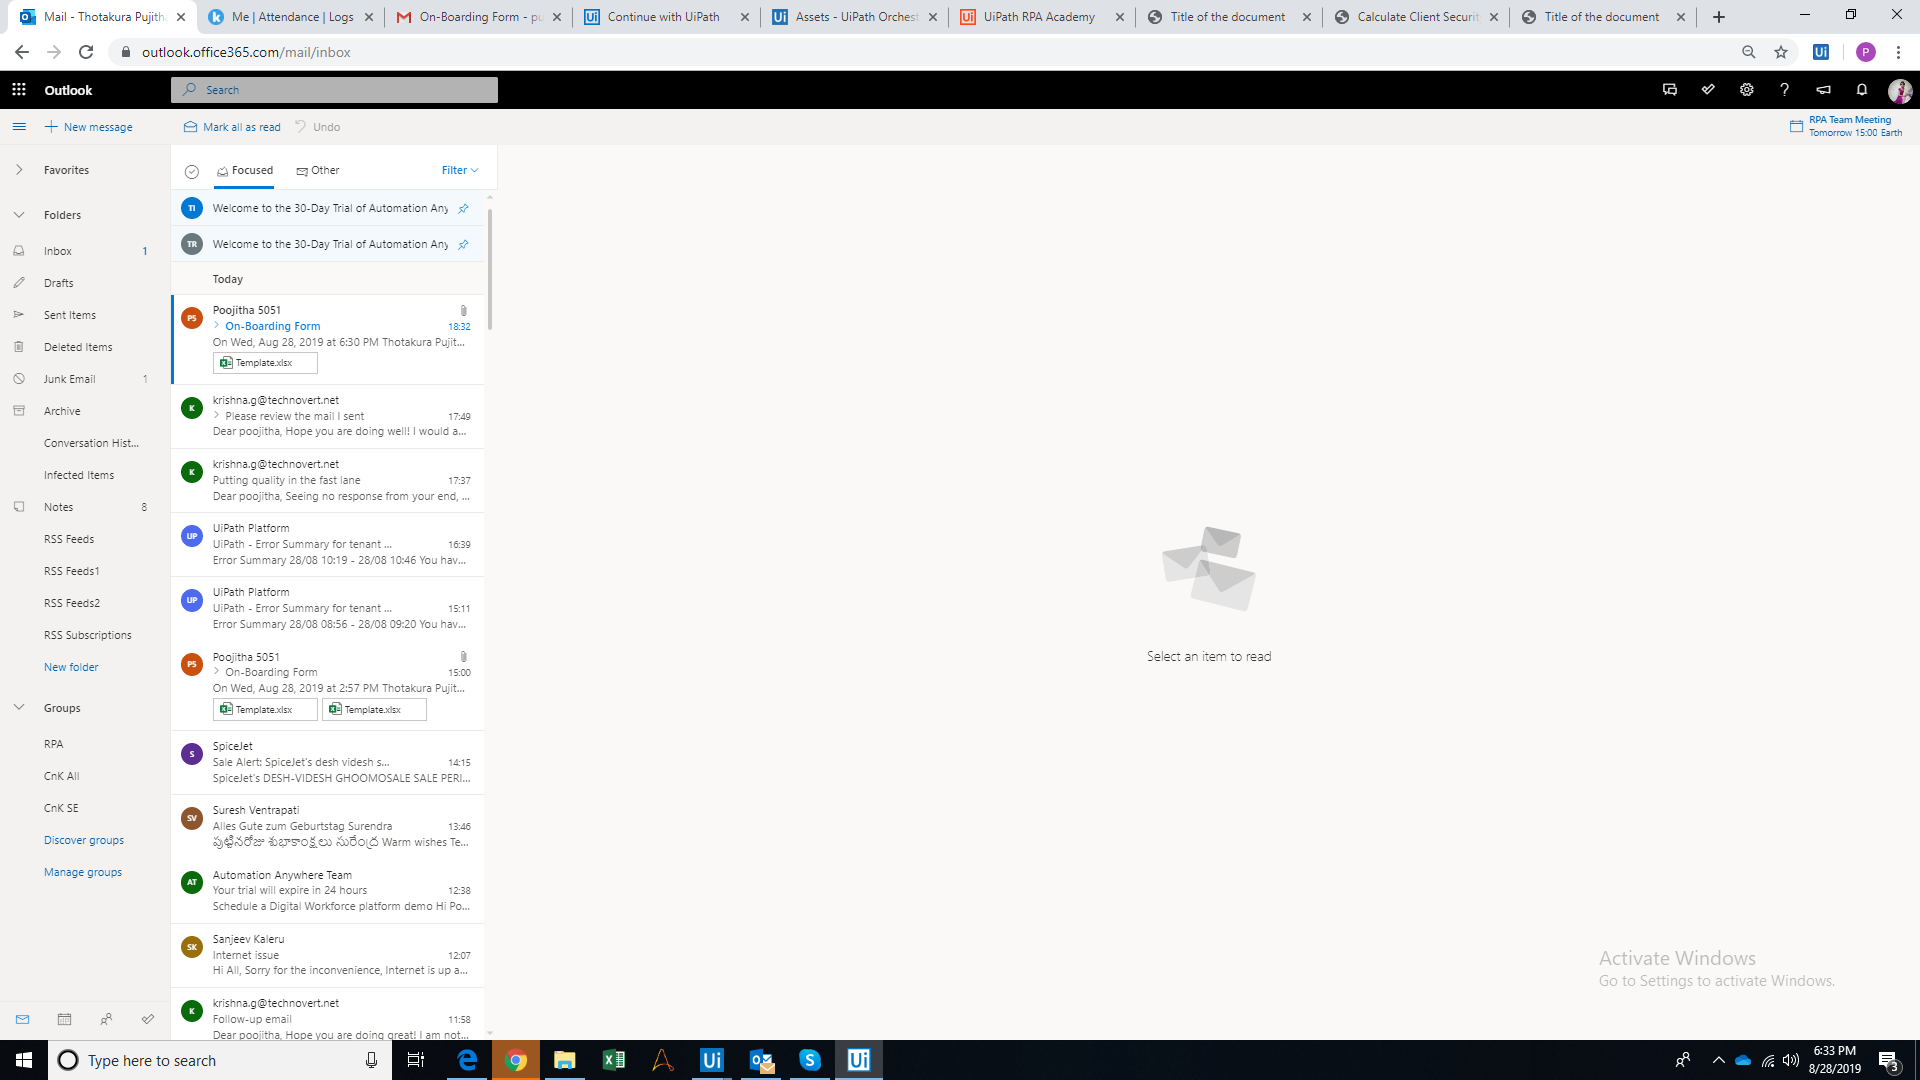 Mail - Thotakura Pujith
Me | Attendance | Logs
On-Boarding Form - pu
Continue with UiPath
Assets - UiPath Orchest
UiPath RPA Academy
Title of the document
Calculate Client Securit
Title of the document
outlook.office365.com/mail/inbox
P
Outlook
Search
New message
Mark all as read
Undo
RPA Team Meeting
Tomorrow 15:00 Earth
Favorites
Folders
Inbox 1
Drafts
Sent Items
Deleted Items
Junk Email 1
Archive
Conversation Hist...
Infected Items
Notes 8
RSS Feeds
RSS Feeds1
RSS Feeds2
RSS Subscriptions
New folder
Groups
RPA
CnK All
CnK SE
Discover groups
Manage groups
Focused
Other
Filter
TI Welcome to the 30-Day Trial of Automation Any
TR Welcome to the 30-Day Trial of Automation Any
Today
P5 Poojitha 5051
On-Boarding Form 18:32
On Wed, Aug 28, 2019 at 6:30 PM Thotakura Pujit...
Template.xlsx
K krishna.g@technovert.net
Please review the mail I sent 17:49
Dear poojitha, Hope you are doing well! I would a...
K krishna.g@technovert.net
Putting quality in the fast lane 17:37
Dear poojitha, Seeing no response from your end, ...
UP UiPath Platform
UiPath - Error Summary for tenant ... 16:39
Error Summary 28/08 10:19 - 28/08 10:46 You hav...
UP UiPath Platform
UiPath - Error Summary for tenant ... 15:11
Error Summary 28/08 08:56 - 28/08 09:20 You hav...
P5 Poojitha 5051
On-Boarding Form 15:00
On Wed, Aug 28, 2019 at 2:57 PM Thotakura Pujit...
Template.xlsx Template.xlsx
S SpiceJet
Sale Alert: SpiceJet's desh videsh s... 14:15
SpiceJet's DESH-VIDESH GHOOMOSALE SALE PERI...
SV Suresh Ventrapati
Alles Gute zum Geburtstag Surendra 13:46
పుట్టినరోజు శుభాకాంక్షలు సురేంద్ర Warm wishes Te...
AT Automation Anywhere Team
Your trial will expire in 24 hours 12:38
Schedule a Digital Workforce platform demo Hi Po...
SK Sanjeev Kaleru
Internet issue 12:07
Hi All, Sorry for the inconvenience, Internet is up a...
K krishna.g@technovert.net
Follow-up email 11:58
Dear poojitha, Hope you are doing great! I am not...
Select an item to read
Activate Windows
Go to Settings to activate Windows.
Type here to search
6:33 PM
8/28/2019
3